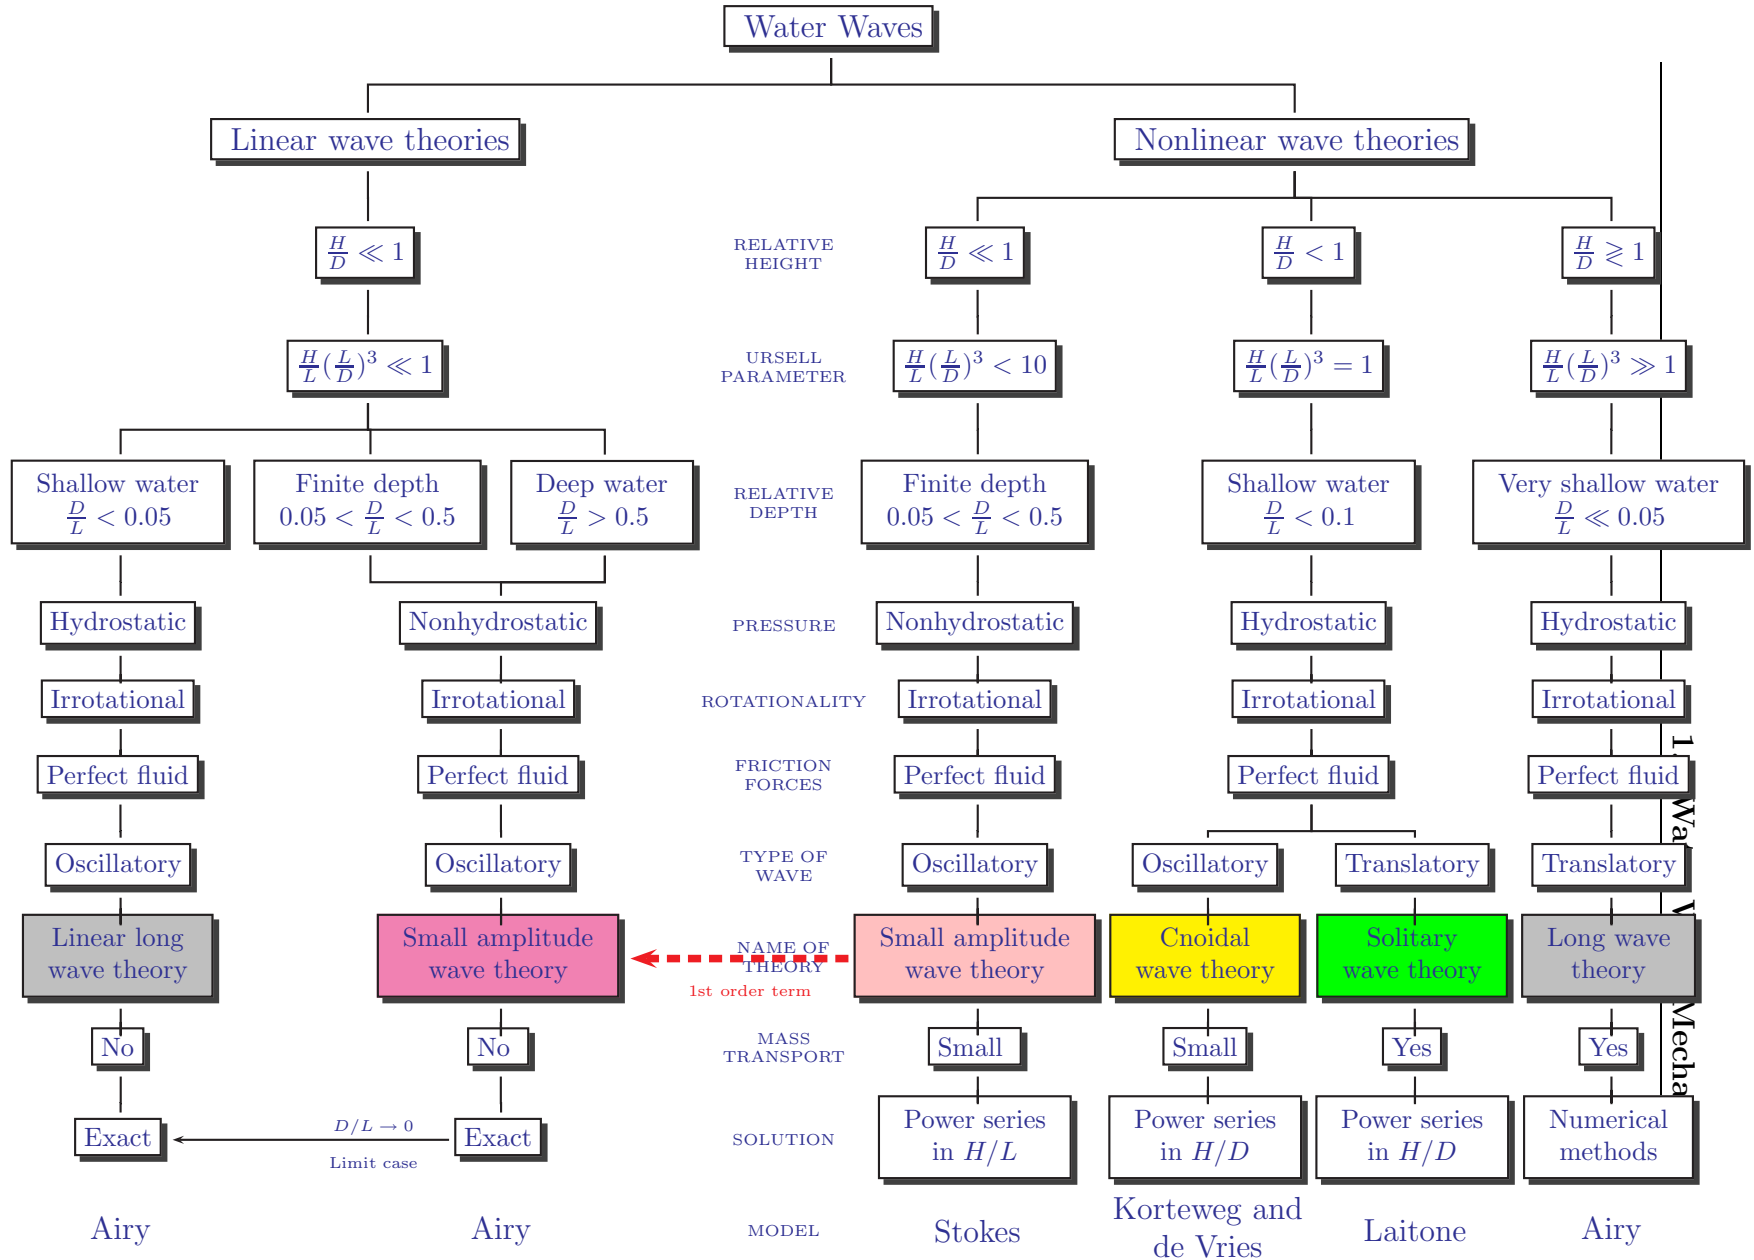 Water Waves
Linear wave theories
Nonlinear wave theories
H/D ≪ 1
RELATIVE
HEIGHT
H/D ≪ 1
H/D < 1
H/D ≷ 1
H/L(L/D)³ ≪ 1
URSELL
PARAMETER
H/L(L/D)³ < 10
H/L(L/D)³ = 1
H/L(L/D)³ ≫ 1
Shallow water
D/L < 0.05
Finite depth
0.05 < D/L < 0.5
Deep water
D/L > 0.5
RELATIVE
DEPTH
Finite depth
0.05 < D/L < 0.5
Shallow water
D/L < 0.1
Very shallow water
D/L ≪ 0.05
Hydrostatic
Nonhydrostatic
PRESSURE
Nonhydrostatic
Hydrostatic
Hydrostatic
Irrotational
Irrotational
ROTATIONALITY
Irrotational
Irrotational
Irrotational
Perfect fluid
Perfect fluid
FRICTION
FORCES
Perfect fluid
Perfect fluid
Perfect fluid
Oscillatory
Oscillatory
TYPE OF
WAVE
Oscillatory
Oscillatory
Translatory
Translatory
Linear long
wave theory
Small amplitude
wave theory
NAME OF
THEORY
1st order term
Small amplitude
wave theory
Cnoidal
wave theory
Solitary
wave theory
Long wave
theory
No
No
MASS
TRANSPORT
Small
Small
Yes
Yes
Exact
D/L → 0
Limit case
Exact
SOLUTION
Power series
in H/L
Power series
in H/D
Power series
in H/D
Numerical
methods
Airy
Airy
MODEL
Stokes
Korteweg and
de Vries
Laitone
Airy